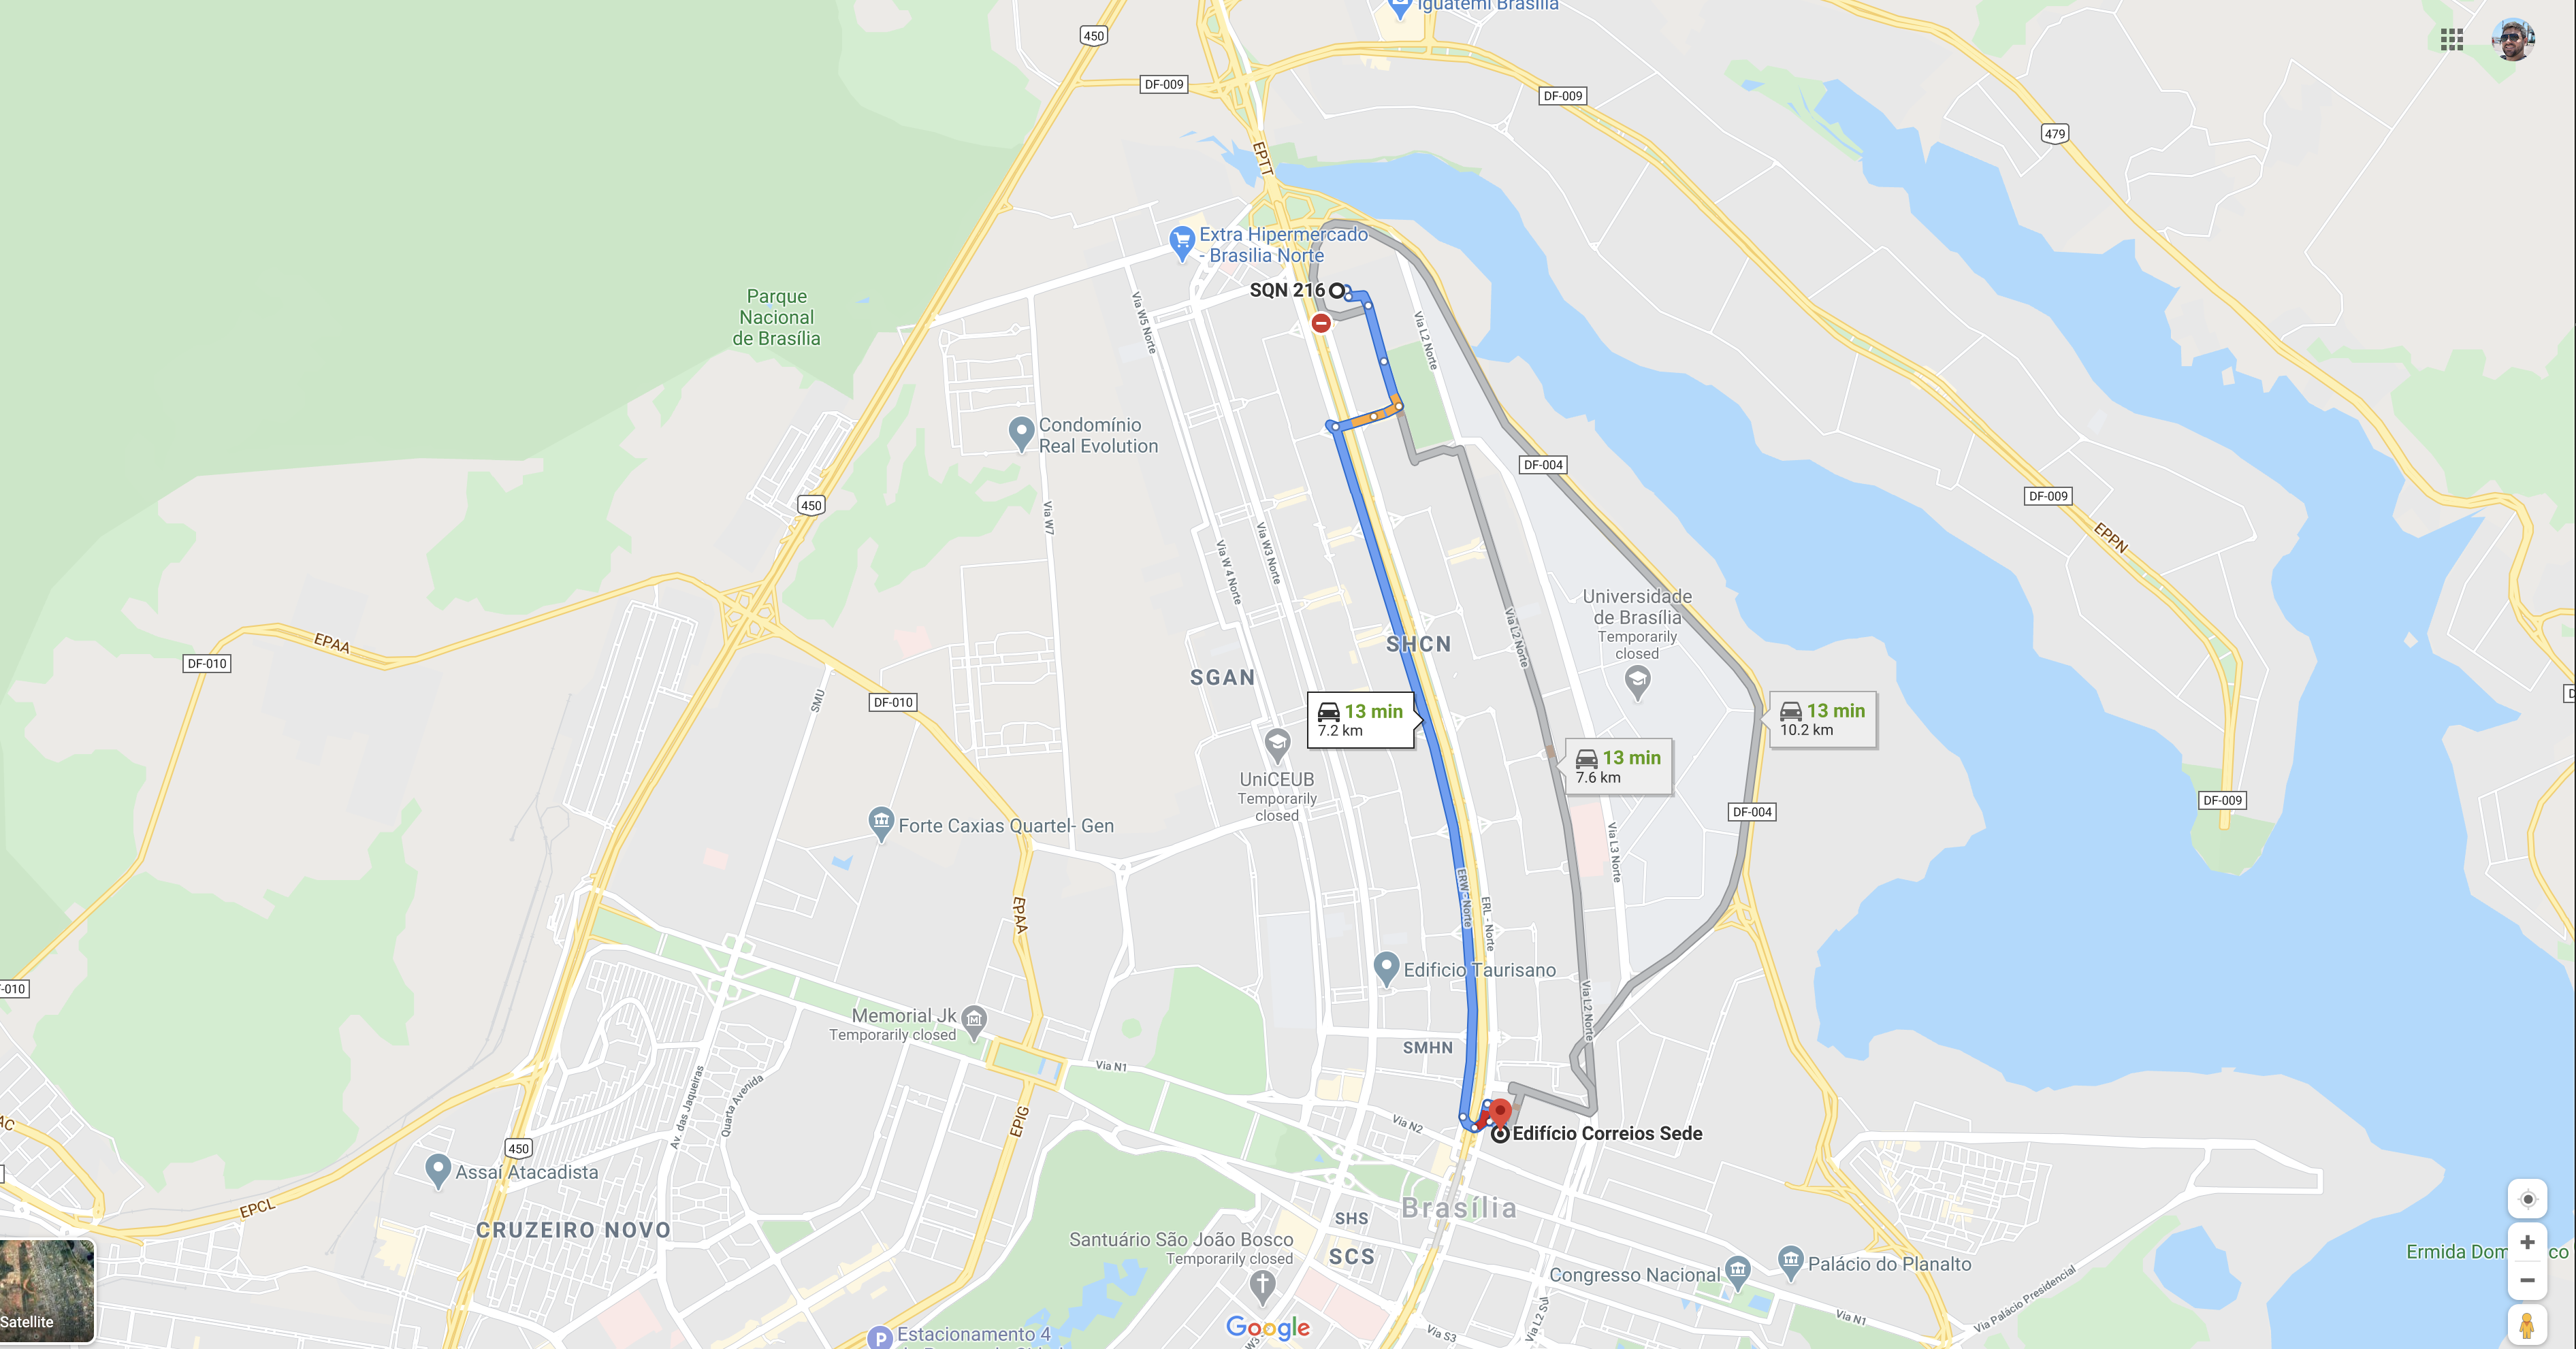 Iguatemi Brasília
450
DF-009
DF-009
479
EPTT
Extra Hipermercado
- Brasilia Norte
SQN 216
Parque
Nacional
de Brasília
Via W5 Norte
Via L2 Norte
Condomínio
Real Evolution
DF-004
450
DF-009
EPPN
Via W7
Via W3 Norte
Via W 4 Norte
Universidade
de Brasília
Temporarily
closed
EPAA
DF-010
Via L2 Norte
SHCN
SGAN
SMU
DF-010
13 min
7.2 km
13 min
10.2 km
13 min
7.6 km
UniCEUB
Temporarily
closed
DF-009
DF-004
Forte Caxias Quartel- Gen
Via L3 Norte
EPAA
ERW - Norte
ERL - Norte
Edificio Taurisano
-010
Via L2 Norte
Memorial Jk
Temporarily closed
SMHN
Via N1
Av. das Jaqueiras
Quarta Avenida
EPIG
Via N2
Edifício Correios Sede
AC
450
Assaí Atacadista
EPCL
CRUZEIRO NOVO
Brasília
SHS
SCS
Santuário São João Bosco
Temporarily closed
Congresso Nacional
Palácio do Planalto
Ermida Dom
co
Via Palácio Presidencial
Via N1
Via L2 Sul
Via S3
Satellite
Google
P
Estacionamento 4